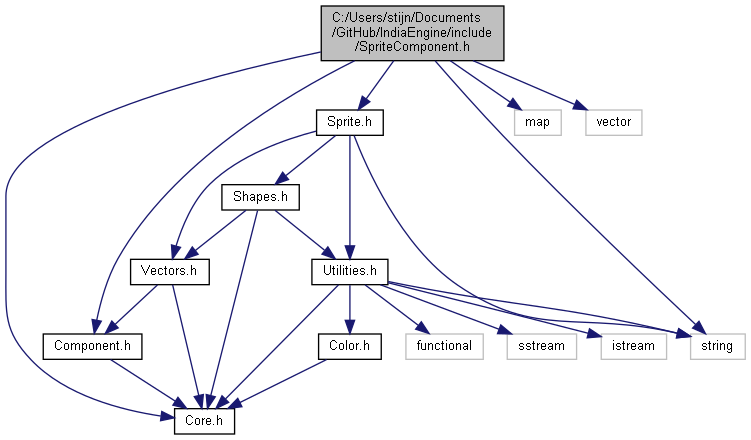 C:/Users/stijn/Documents
/GitHub/IndiaEngine/include
/SpriteComponent.h
Sprite.h
map
vector
Shapes.h
Vectors.h
Utilities.h
Component.h
Color.h
functional
sstream
istream
string
Core.h